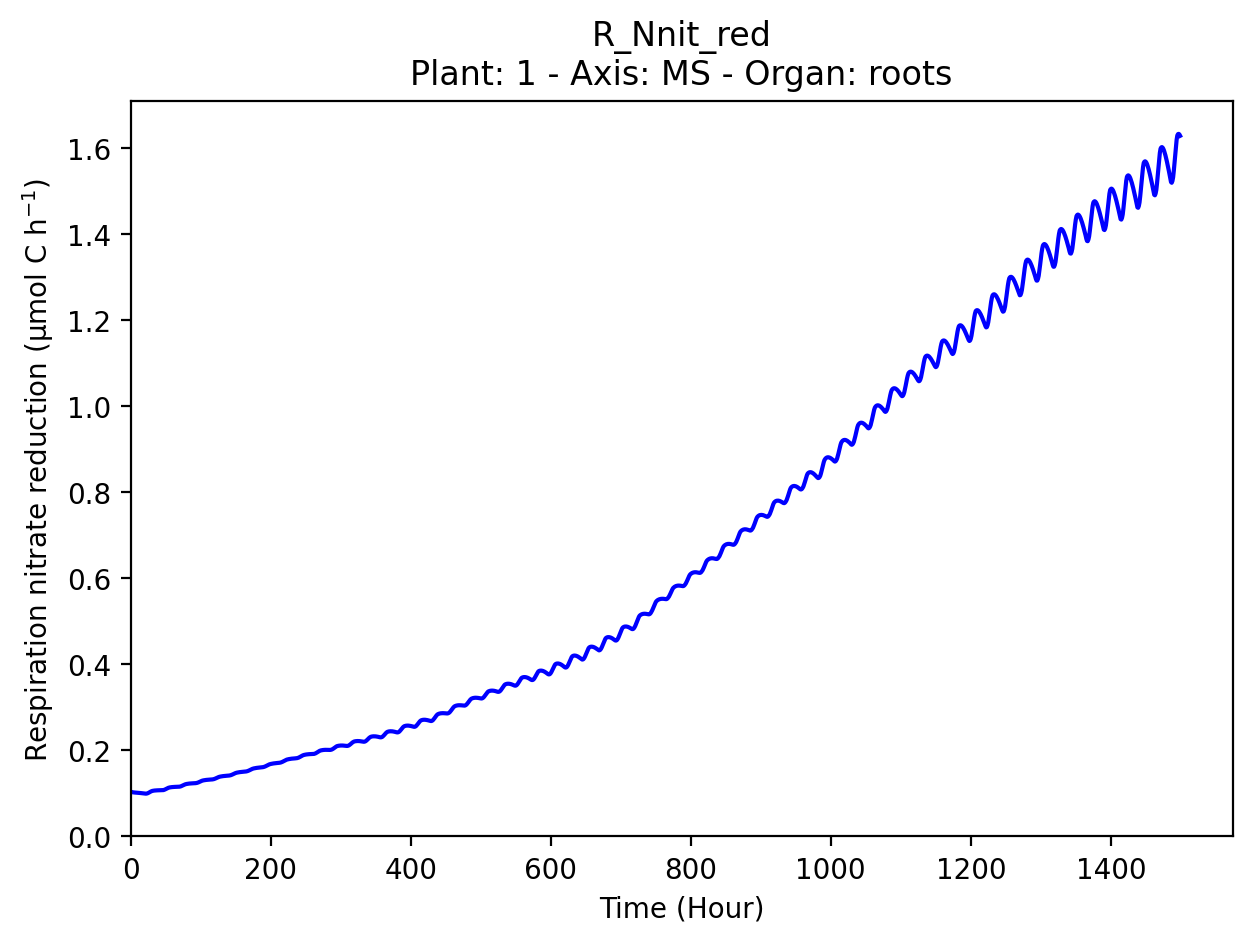 R_Nnit_red
Plant: 1 - Axis: MS - Organ: roots
Respiration nitrate reduction (µmol C h⁻¹)
1.6
1.4
1.2
1.0
0.8
0.6
0.4
0.2
0.0
0 200 400 600 800 1000 1200 1400
Time (Hour)